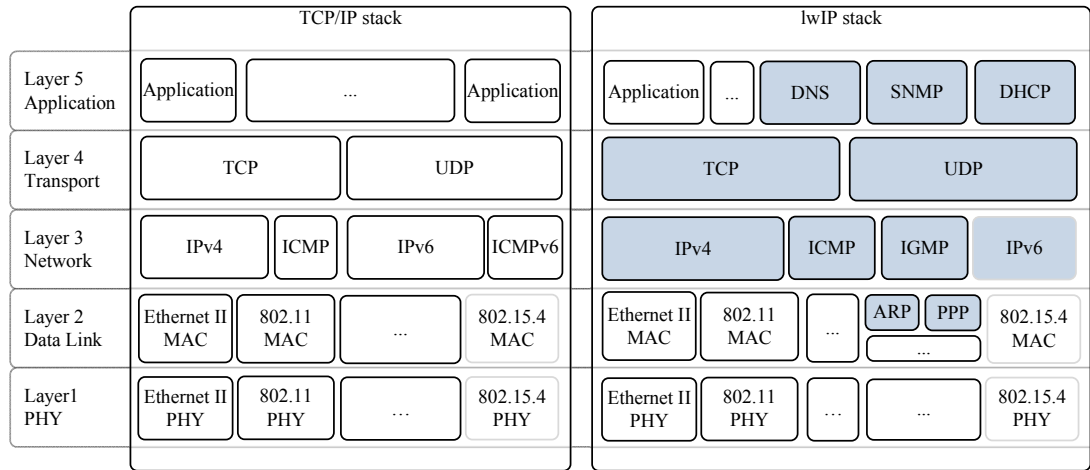 TCP/IP stack
lwIP stack
Layer 5
Application
Application
...
Application
Application
...
DNS
SNMP
DHCP
Layer 4
Transport
TCP
UDP
TCP
UDP
Layer 3
Network
IPv4
ICMP
IPv6
ICMPv6
IPv4
ICMP
IGMP
IPv6
Layer 2
Data Link
Ethernet II
MAC
802.11
MAC
...
802.15.4
MAC
Ethernet II
MAC
802.11
MAC
...
ARP
PPP
...
802.15.4
MAC
Layer1
PHY
Ethernet II
PHY
802.11
PHY
...
802.15.4
PHY
Ethernet II
PHY
802.11
PHY
...
...
802.15.4
PHY